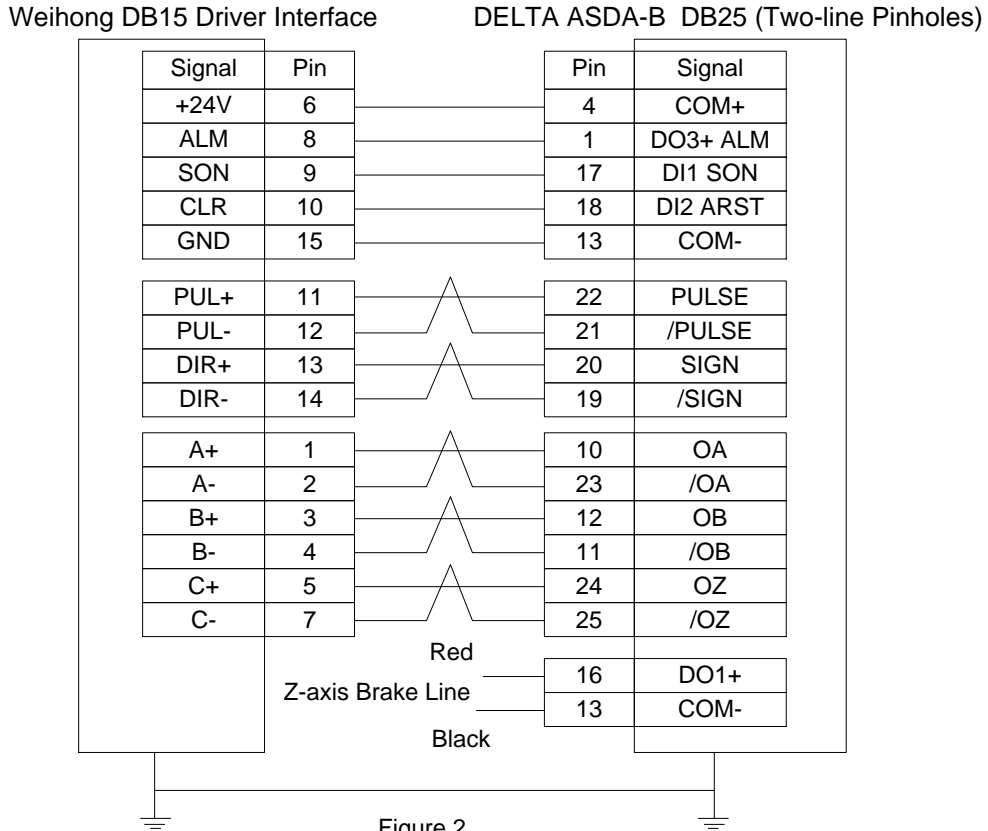 Weihong DB15 Driver Interface DELTA ASDA-B DB25 (Two-line Pinholes)
Signal Pin Pin Signal
+24V 6 4 COM+
ALM 8 1 DO3+ ALM
SON 9 17 DI1 SON
CLR 10 18 DI2 ARST
GND 15 13 COM-
PUL+ 11 22 PULSE
PUL- 12 21 /PULSE
DIR+ 13 20 SIGN
DIR- 14 19 /SIGN
A+ 1 10 OA
A- 2 23 /OA
B+ 3 12 OB
B- 4 11 /OB
C+ 5 24 OZ
C- 7 25 /OZ
Red
16 DO1+
Z-axis Brake Line
13 COM-
Black
Figure 2